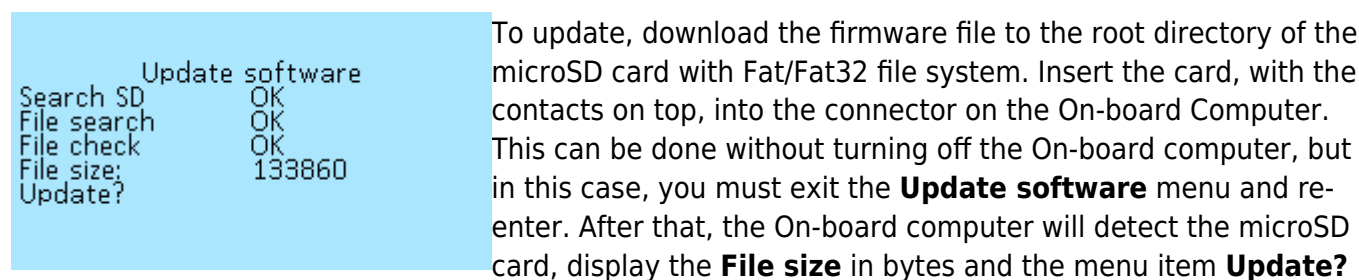 Update software
Search SD OK
File search OK
File check OK
File size: 133860
Update?
To update, download the firmware file to the root directory of the
microSD card with Fat/Fat32 file system. Insert the card, with the
contacts on top, into the connector on the On-board Computer.
This can be done without turning off the On-board computer, but
in this case, you must exit the Update software menu and re-
enter. After that, the On-board computer will detect the microSD
card, display the File size in bytes and the menu item Update?